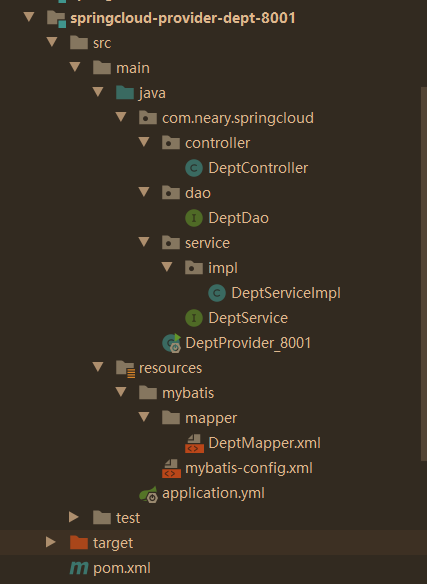 springcloud-provider-dept-8001
src
main
java
com.neary.springcloud
controller
DeptController
dao
DeptDao
service
impl
DeptServiceImpl
DeptService
DeptProvider_8001
resources
mybatis
mapper
DeptMapper.xml
mybatis-config.xml
application.yml
test
target
pom.xml